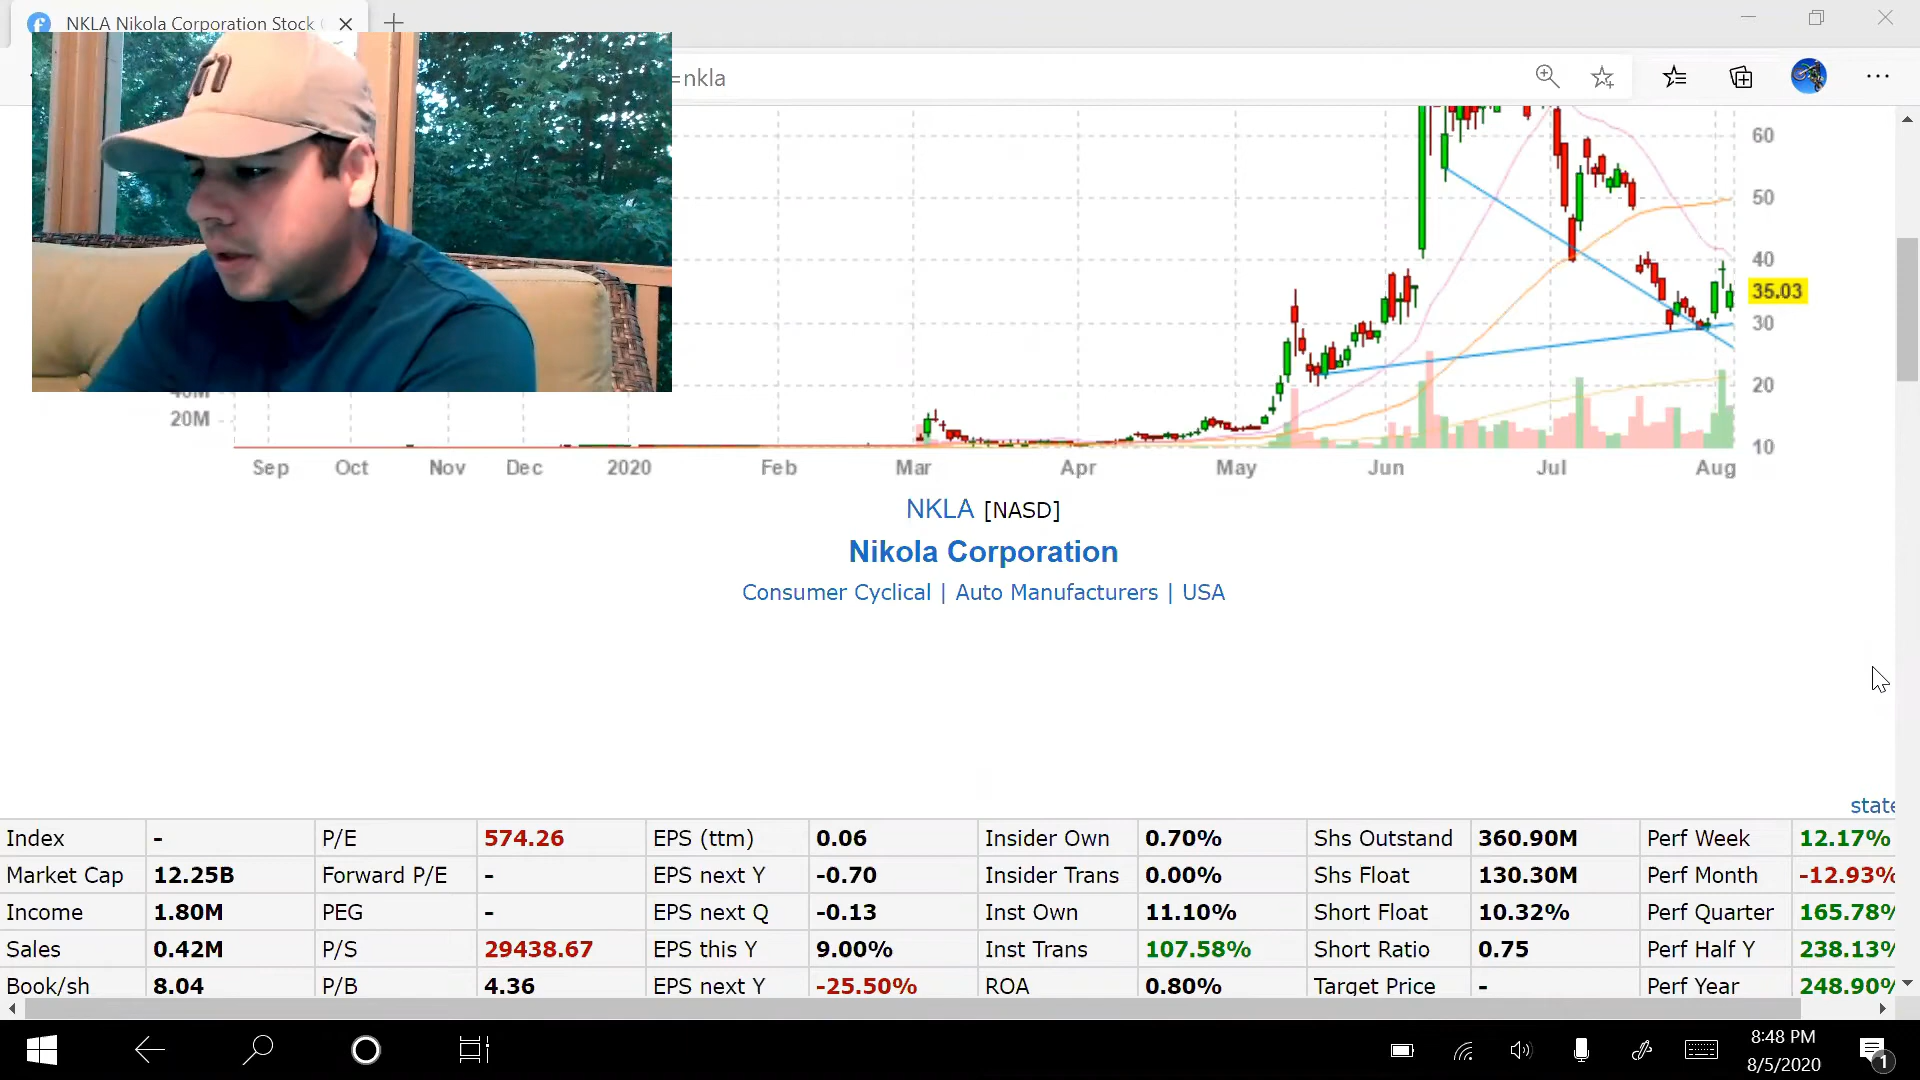 NKLA Nikola Corporation Stock
=nkla
n
60
50
40
35.03
30
20
10
20M
Sep Oct Nov Dec 2020 Feb Mar Apr May Jun Jul Aug
NKLA [NASD]
Nikola Corporation
Consumer Cyclical | Auto Manufacturers | USA
state
Index - P/E 574.26 EPS (ttm) 0.06 Insider Own 0.70% Shs Outstand 360.90M Perf Week 12.17%
Market Cap 12.25B Forward P/E - EPS next Y -0.70 Insider Trans 0.00% Shs Float 130.30M Perf Month -12.93%
Income 1.80M PEG - EPS next Q -0.13 Inst Own 11.10% Short Float 10.32% Perf Quarter 165.78%
Sales 0.42M P/S 29438.67 EPS this Y 9.00% Inst Trans 107.58% Short Ratio 0.75 Perf Half Y 238.13%
Book/sh 8.04 P/B 4.36 EPS next Y -25.50% ROA 0.80% Target Price - Perf Year 248.90%
8:48 PM
8/5/2020
1